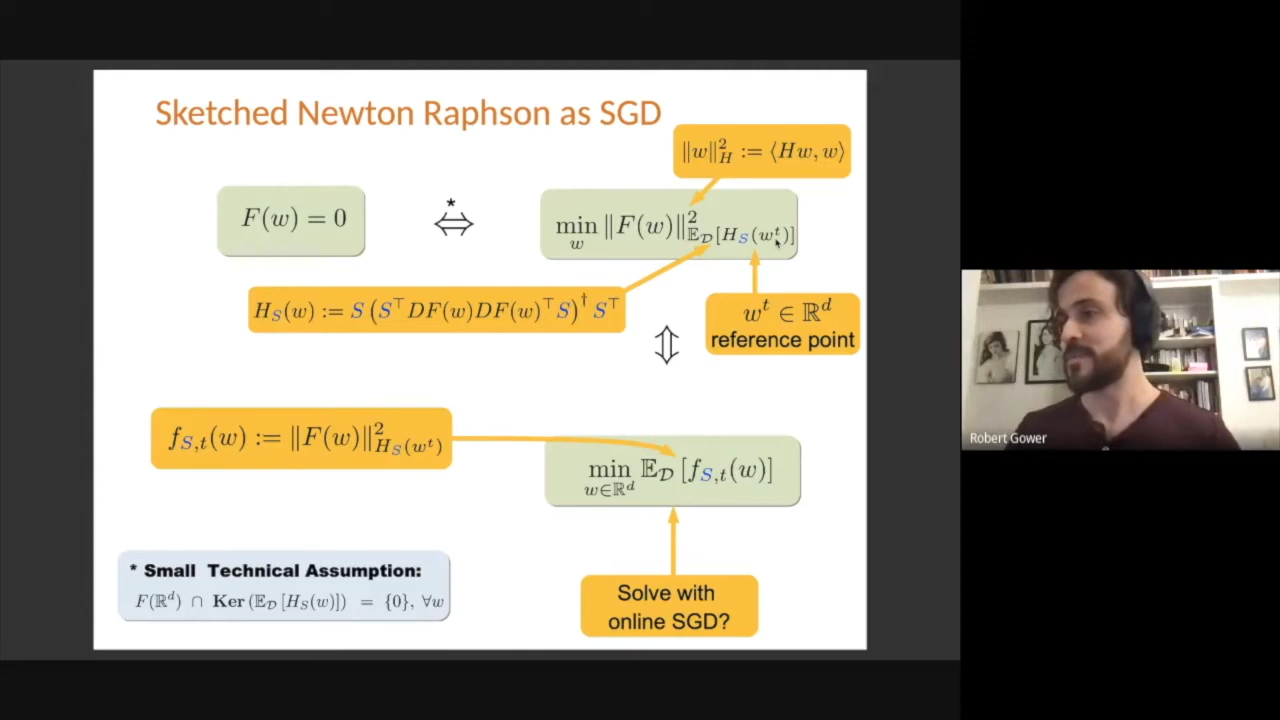 Sketched Newton Raphson as SGD
‖w‖²_H := ⟨Hw, w⟩
F(w) = 0
*
⇔
min_w ‖F(w)‖²_{𝔼_𝒟[H_S(w^t)]}
H_S(w) := S (S^⊤ DF(w)DF(w)^⊤ S)^† S^⊤
w^t ∈ ℝ^d
reference point
⇕
f_{S,t}(w) := ‖F(w)‖²_{H_S(w^t)}
min_{w∈ℝ^d} 𝔼_𝒟 [f_{S,t}(w)]
Robert Gower
* Small Technical Assumption:
F(ℝ^d) ∩ Ker (𝔼_𝒟 [H_S(w)]) = {0}, ∀w
Solve with
online SGD?